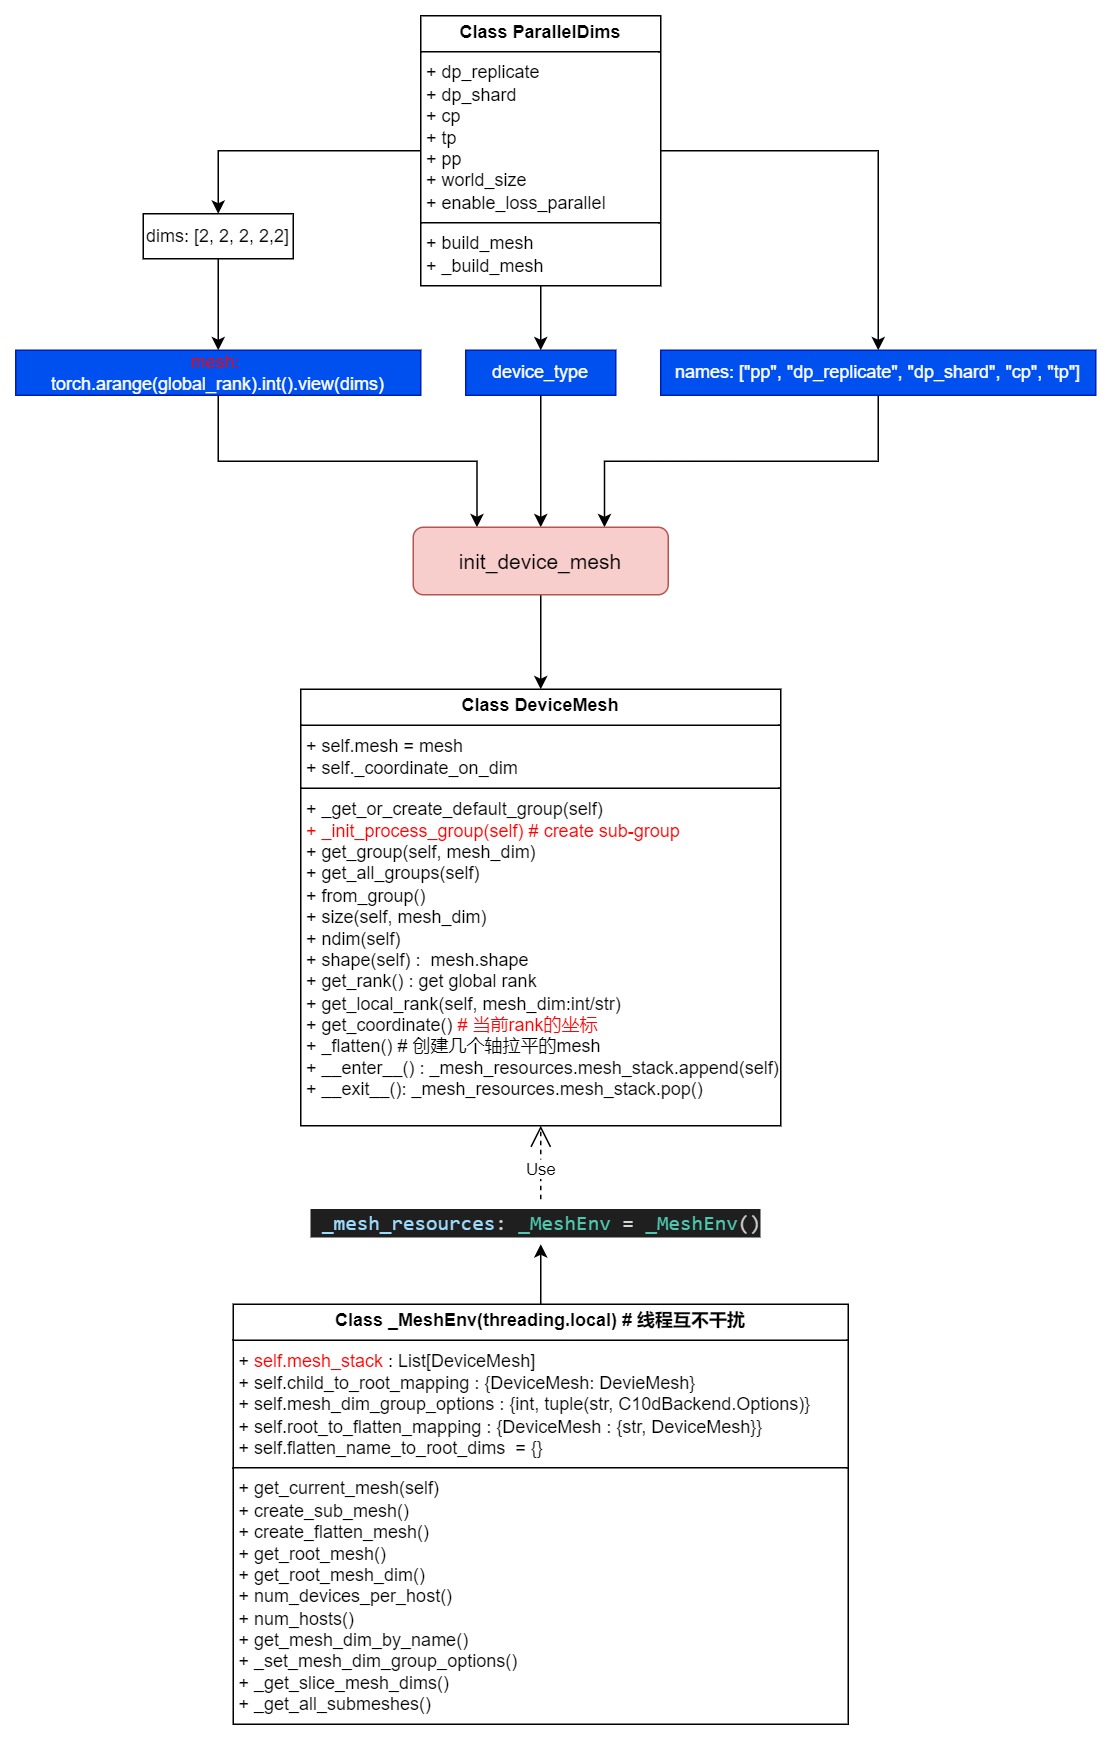 Class ParallelDims
+ dp_replicate
+ dp_shard
+ cp
+ tp
+ pp
+ world_size
+ enable_loss_parallel
+ build_mesh
+ _build_mesh
dims: [2, 2, 2, 2,2]
mesh:
torch.arange(global_rank).int().view(dims)
device_type
names: ["pp", "dp_replicate", "dp_shard", "cp", "tp"]
init_device_mesh
Class DeviceMesh
+ self.mesh = mesh
+ self._coordinate_on_dim
+ _get_or_create_default_group(self)
+ _init_process_group(self) # create sub-group
+ get_group(self, mesh_dim)
+ get_all_groups(self)
+ from_group()
+ size(self, mesh_dim)
+ ndim(self)
+ shape(self) :  mesh.shape
+ get_rank() : get global rank
+ get_local_rank(self, mesh_dim:int/str)
+ get_coordinate() # 当前rank的坐标
+ _flatten() # 创建几个轴拉平的mesh
+ __enter__() : _mesh_resources.mesh_stack.append(self)
+ __exit__(): _mesh_resources.mesh_stack.pop()
Use
_mesh_resources: _MeshEnv = _MeshEnv()
Class _MeshEnv(threading.local) # 线程互不干扰
+ self.mesh_stack : List[DeviceMesh]
+ self.child_to_root_mapping : {DeviceMesh: DevieMesh}
+ self.mesh_dim_group_options : {int, tuple(str, C10dBackend.Options)}
+ self.root_to_flatten_mapping : {DeviceMesh : {str, DeviceMesh}}
+ self.flatten_name_to_root_dims  = {}
+ get_current_mesh(self)
+ create_sub_mesh()
+ create_flatten_mesh()
+ get_root_mesh()
+ get_root_mesh_dim()
+ num_devices_per_host()
+ num_hosts()
+ get_mesh_dim_by_name()
+ _set_mesh_dim_group_options()
+ _get_slice_mesh_dims()
+ _get_all_submeshes()